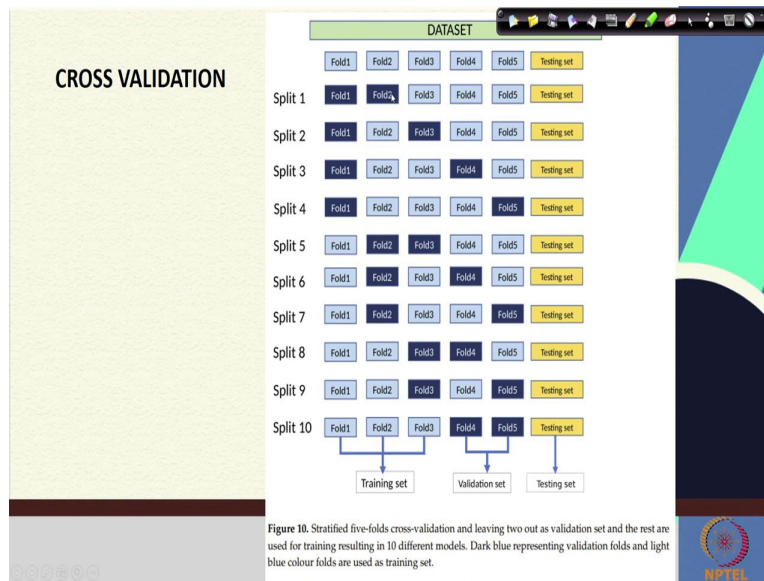 DATASET
CROSS VALIDATION
Fold1 Fold2 Fold3 Fold4 Fold5 Testing set
Split 1 Fold1 Fold2 Fold3 Fold4 Fold5 Testing set
Split 2 Fold1 Fold2 Fold3 Fold4 Fold5 Testing set
Split 3 Fold1 Fold2 Fold3 Fold4 Fold5 Testing set
Split 4 Fold1 Fold2 Fold3 Fold4 Fold5 Testing set
Split 5 Fold1 Fold2 Fold3 Fold4 Fold5 Testing set
Split 6 Fold1 Fold2 Fold3 Fold4 Fold5 Testing set
Split 7 Fold1 Fold2 Fold3 Fold4 Fold5 Testing set
Split 8 Fold1 Fold2 Fold3 Fold4 Fold5 Testing set
Split 9 Fold1 Fold2 Fold3 Fold4 Fold5 Testing set
Split 10 Fold1 Fold2 Fold3 Fold4 Fold5 Testing set
Training set Validation set Testing set
Figure 10. Stratified five-folds cross-validation and leaving two out as validation set and the rest are
used for training resulting in 10 different models. Dark blue representing validation folds and light
blue colour folds are used as training set.
NPTEL